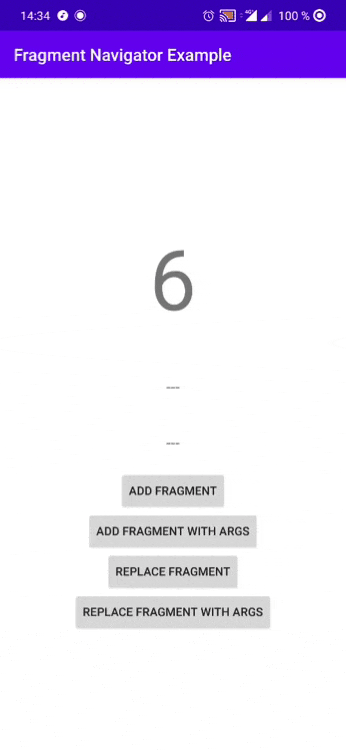 14:34 4G 100 %
Fragment Navigator Example
6
---
---
ADD FRAGMENT
ADD FRAGMENT WITH ARGS
REPLACE FRAGMENT
REPLACE FRAGMENT WITH ARGS